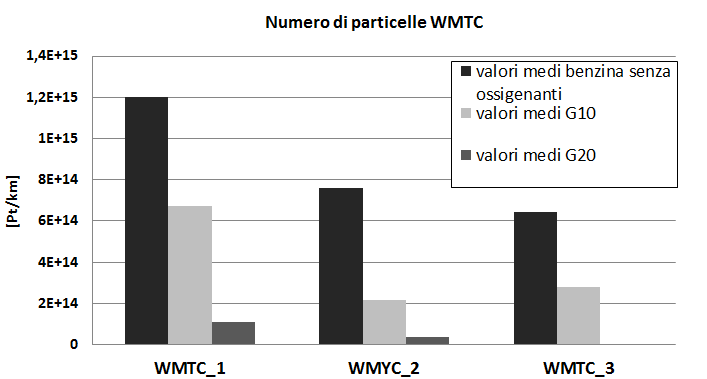 Numero di particelle WMTC
1,4E+15
1,2E+15
1E+15
8E+14
6E+14
4E+14
2E+14
0
[Pt/km]
valori medi benzina senza
ossigenanti
valori medi G10
valori medi G20
WMTC_1
WMYC_2
WMTC_3